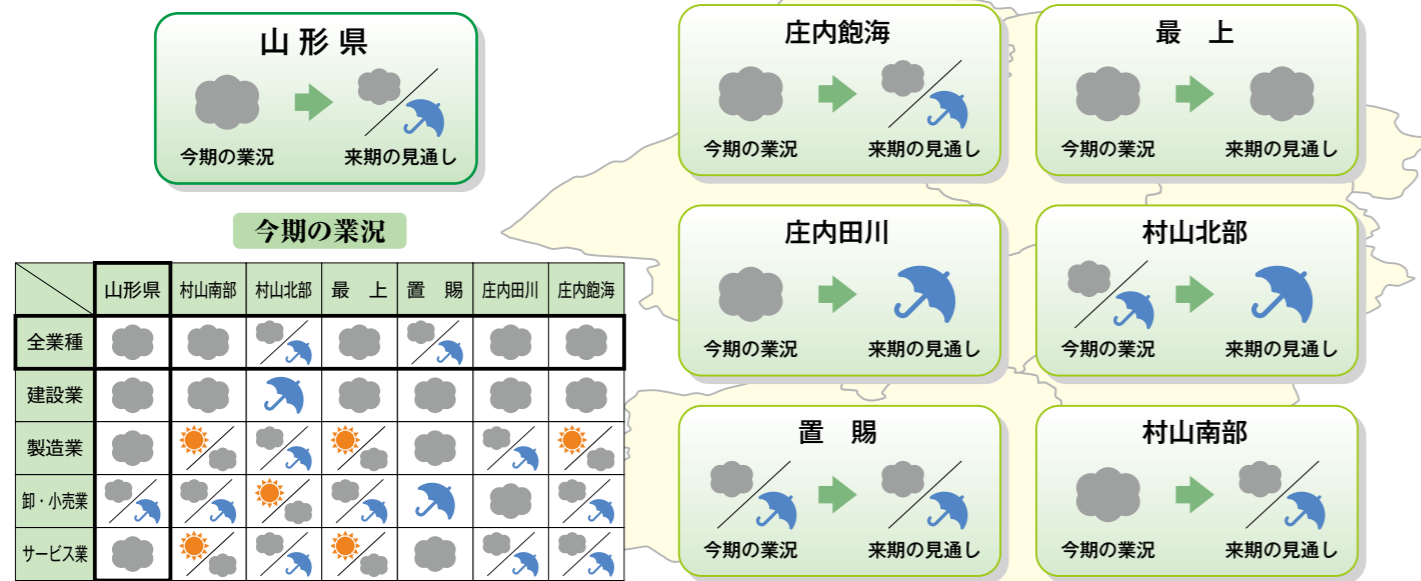 山形県
今期の業況 来期の見通し
今期の業況
山形県 村山南部 村山北部 最 上 置 賜 庄内田川 庄内飽海
全業種
建設業
製造業
卸・小売業
サービス業
庄内飽海
今期の業況 来期の見通し
最 上
今期の業況 来期の見通し
庄内田川
今期の業況 来期の見通し
村山北部
今期の業況 来期の見通し
置 賜
今期の業況 来期の見通し
村山南部
今期の業況 来期の見通し